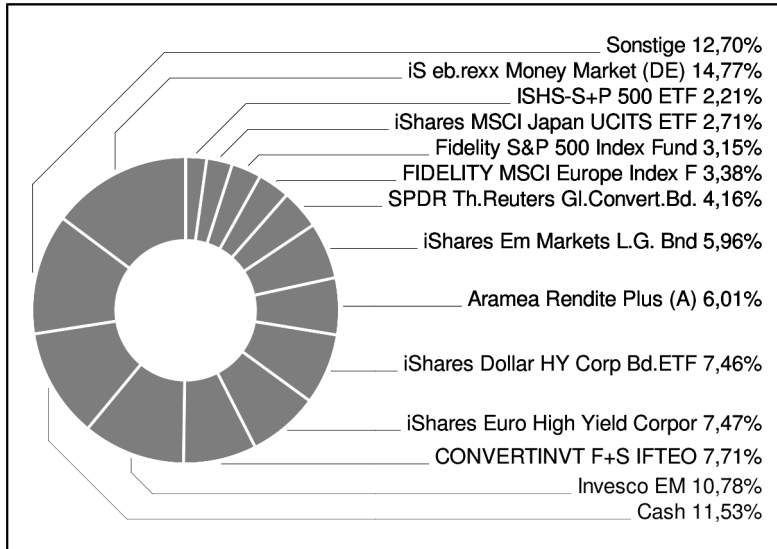 Sonstige 12,70%
iS eb.rexx Money Market (DE) 14,77%
ISHS-S+P 500 ETF 2,21%
iShares MSCI Japan UCITS ETF 2,71%
Fidelity S&P 500 Index Fund 3,15%
FIDELITY MSCI Europe Index F 3,38%
SPDR Th.Reuters Gl.Convert.Bd. 4,16%
iShares Em Markets L.G. Bnd 5,96%
Aramea Rendite Plus (A) 6,01%
iShares Dollar HY Corp Bd.ETF 7,46%
iShares Euro High Yield Corpor 7,47%
CONVERTINVT F+S IFTEO 7,71%
Invesco EM 10,78%
Cash 11,53%